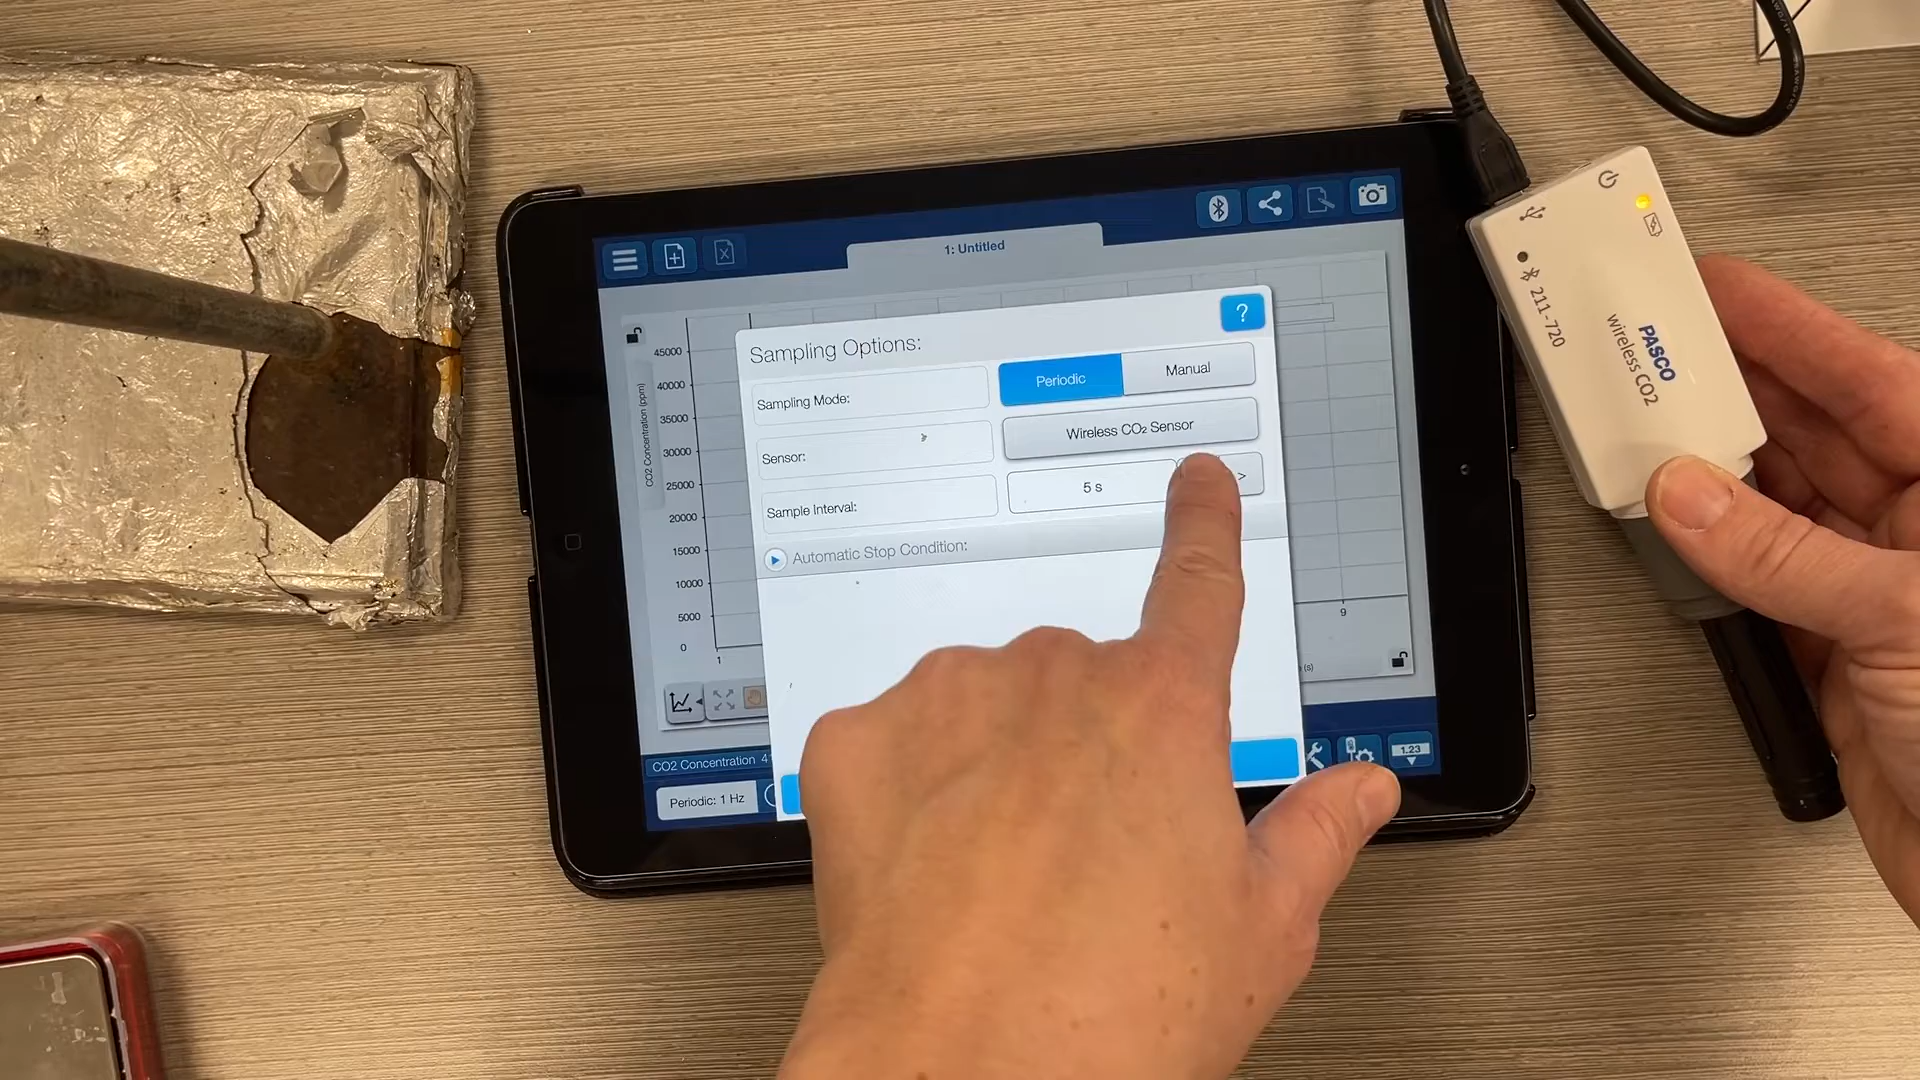 1: Untitled
?
Sampling Options:
Sampling Mode:
Periodic
Manual
Sensor:
Wireless CO2 Sensor
Sample Interval:
5 s
>
Automatic Stop Condition:
CO2 Concentration (ppm)
45000
40000
35000
30000
25000
20000
15000
10000
5000
0
1
9
(s)
CO2 Concentration
Periodic: 1 Hz
1.23
211-720
PASCO
wireless CO2